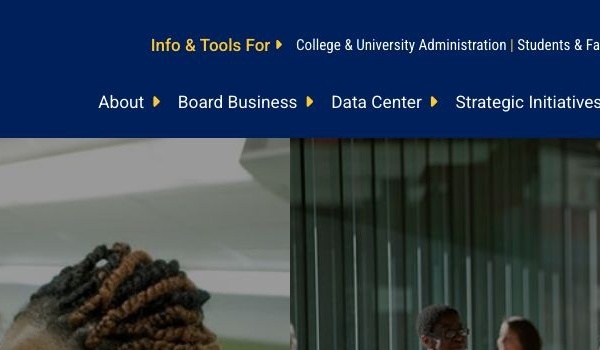 Info & Tools For College & University Administration | Students & Fa
About Board Business Data Center Strategic Initiatives